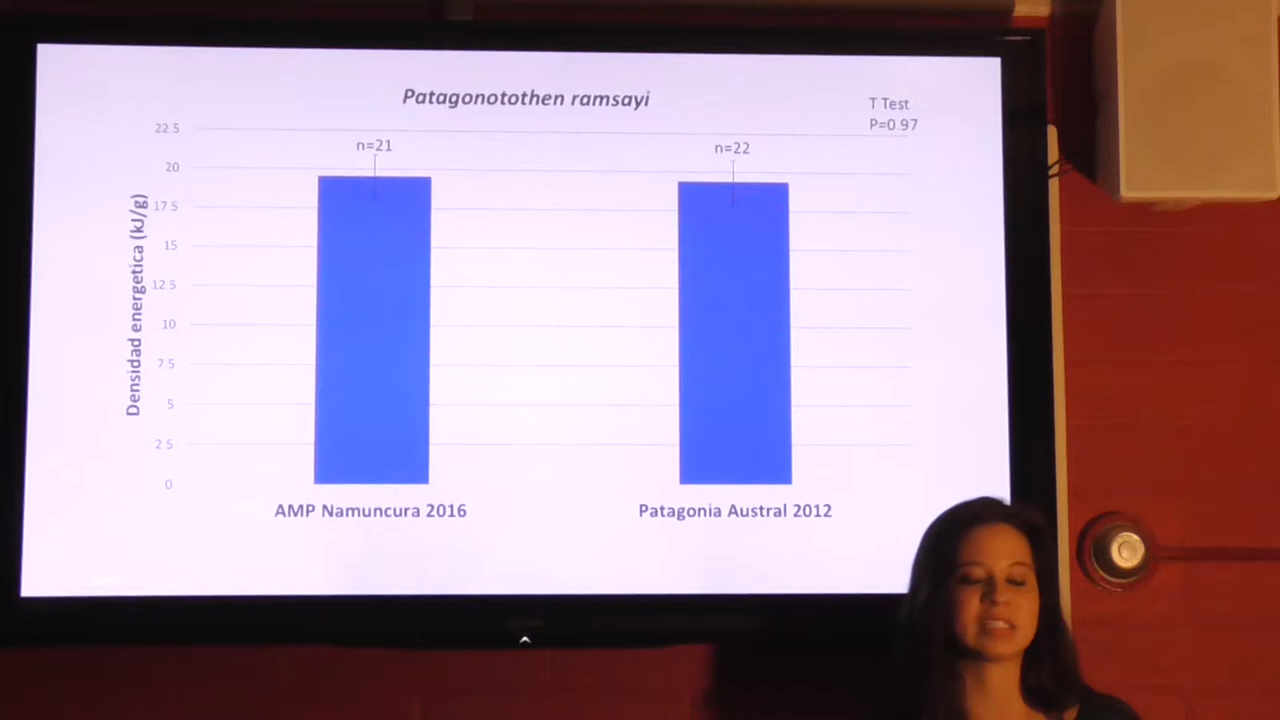 Patagonotothen ramsayi
T Test
P=0.97
22 5
n=21
n=22
20
17.5
15
12 5
10
7 5
5
2 5
0
Densidad energetica (kJ/g)
AMP Namuncura 2016
Patagonia Austral 2012